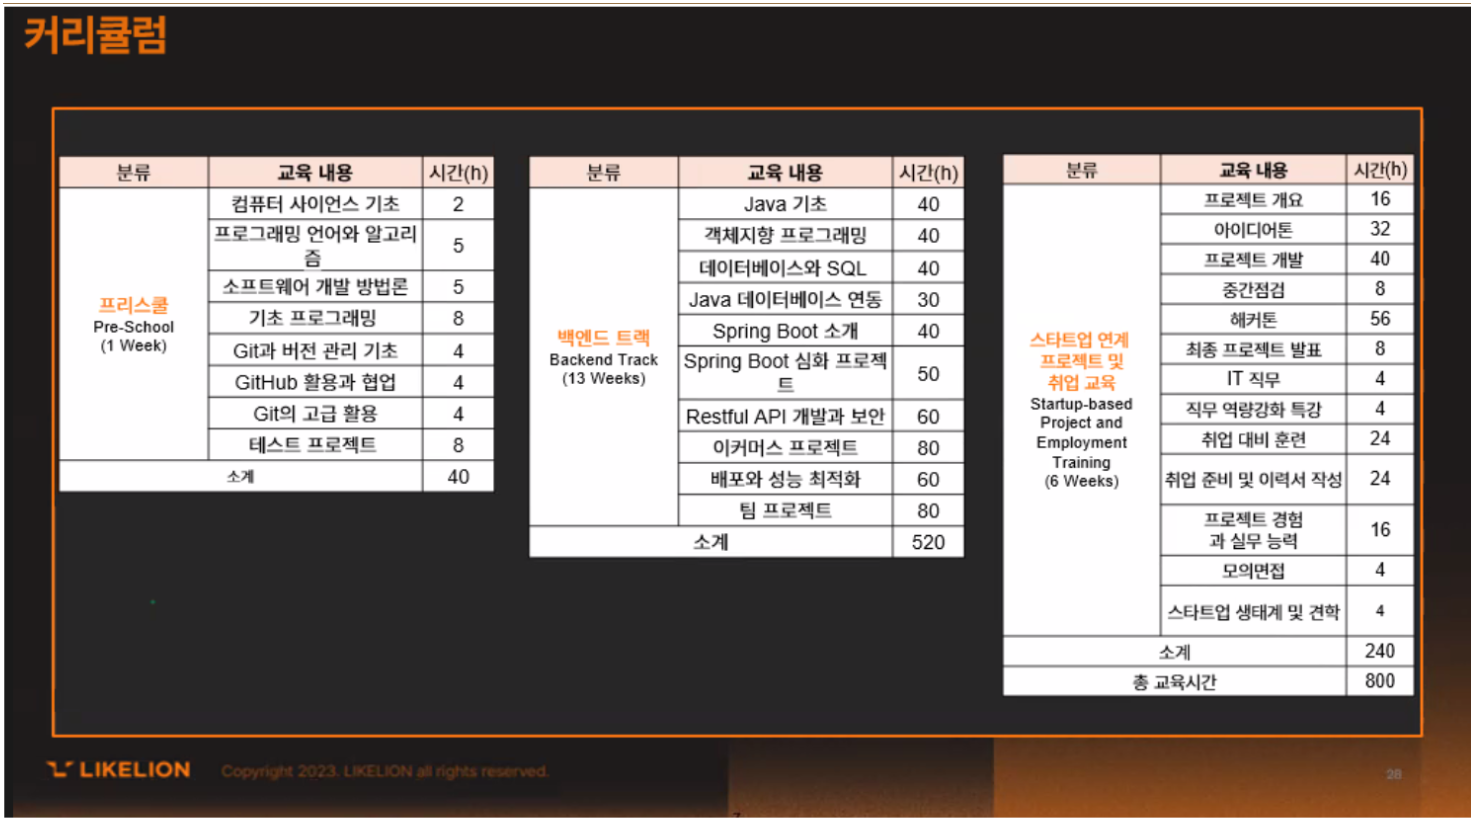 커리큘럼
분류 교육 내용 시간(h)
프리스쿨
Pre-School
(1 Week)
컴퓨터 사이언스 기초 2
프로그래밍 언어와 알고리
즘 5
소프트웨어 개발 방법론 5
기초 프로그래밍 8
Git과 버전 관리 기초 4
GitHub 활용과 협업 4
Git의 고급 활용 4
테스트 프로젝트 8
소계 40
분류 교육 내용 시간(h)
백엔드 트랙
Backend Track
(13 Weeks)
Java 기초 40
객체지향 프로그래밍 40
데이터베이스와 SQL 40
Java 데이터베이스 연동 30
Spring Boot 소개 40
Spring Boot 심화 프로젝
트 50
Restful API 개발과 보안 60
이커머스 프로젝트 80
배포와 성능 최적화 60
팀 프로젝트 80
소계 520
분류 교육 내용 시간(h)
스타트업 연계
프로젝트 및
취업 교육
Startup-based
Project and
Employment
Training
(6 Weeks)
프로젝트 개요 16
아이디어톤 32
프로젝트 개발 40
중간점검 8
해커톤 56
최종 프로젝트 발표 8
IT 직무 4
직무 역량강화 특강 4
취업 대비 훈련 24
취업 준비 및 이력서 작성 24
프로젝트 경험
과 실무 능력 16
모의면접 4
스타트업 생태계 및 견학 4
소계 240
총 교육시간 800
LIKELION
Copyright 2023. LIKELION all rights reserved.
28